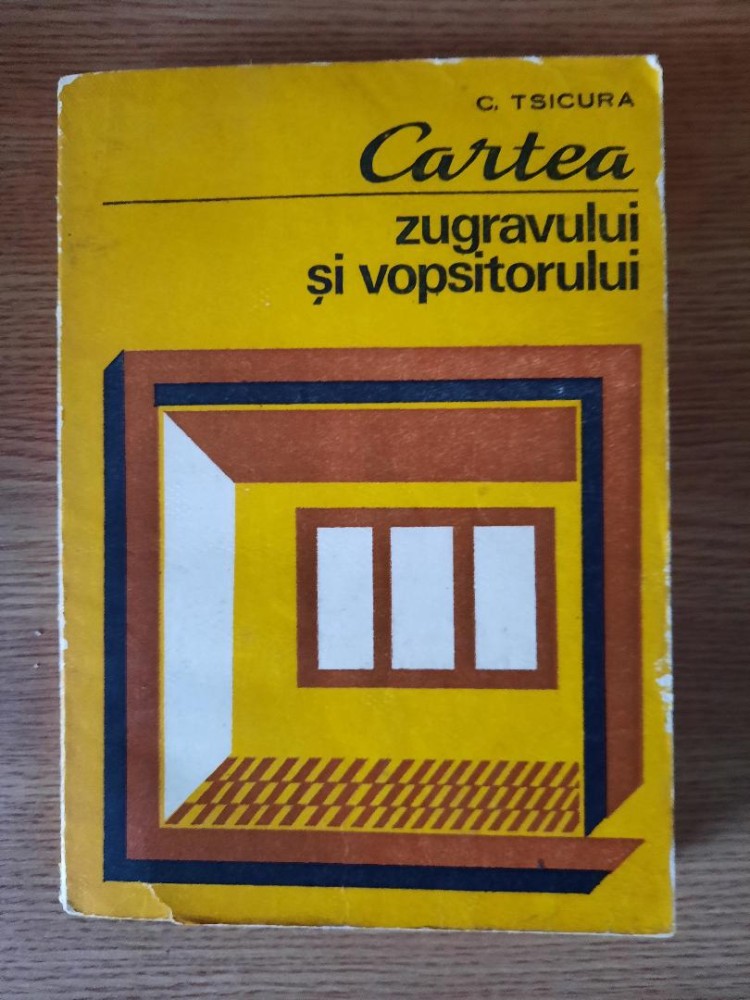 C. TSICURA
Cartea
zugravului
și vopsitorului